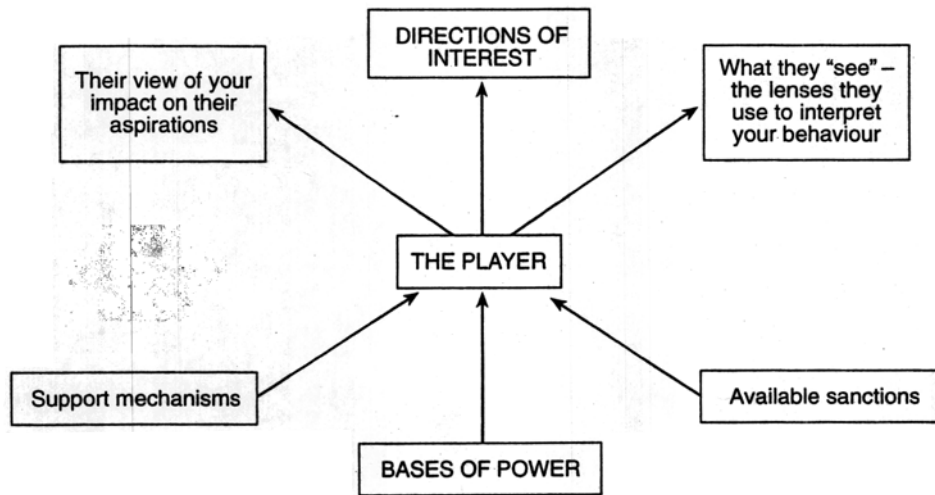 DIRECTIONS OF
INTEREST
Their view of your
impact on their
aspirations
What they “see” –
the lenses they
use to interpret
your behaviour
THE PLAYER
Support mechanisms
Available sanctions
BASES OF POWER